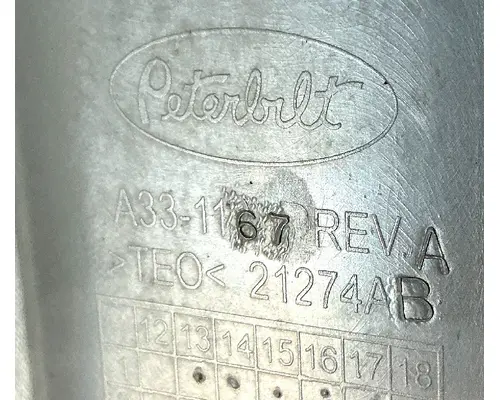 Peterbilt
A33-1167 REV.A
>TEO< 21274AB
12 13 14 15 16 17 18
1